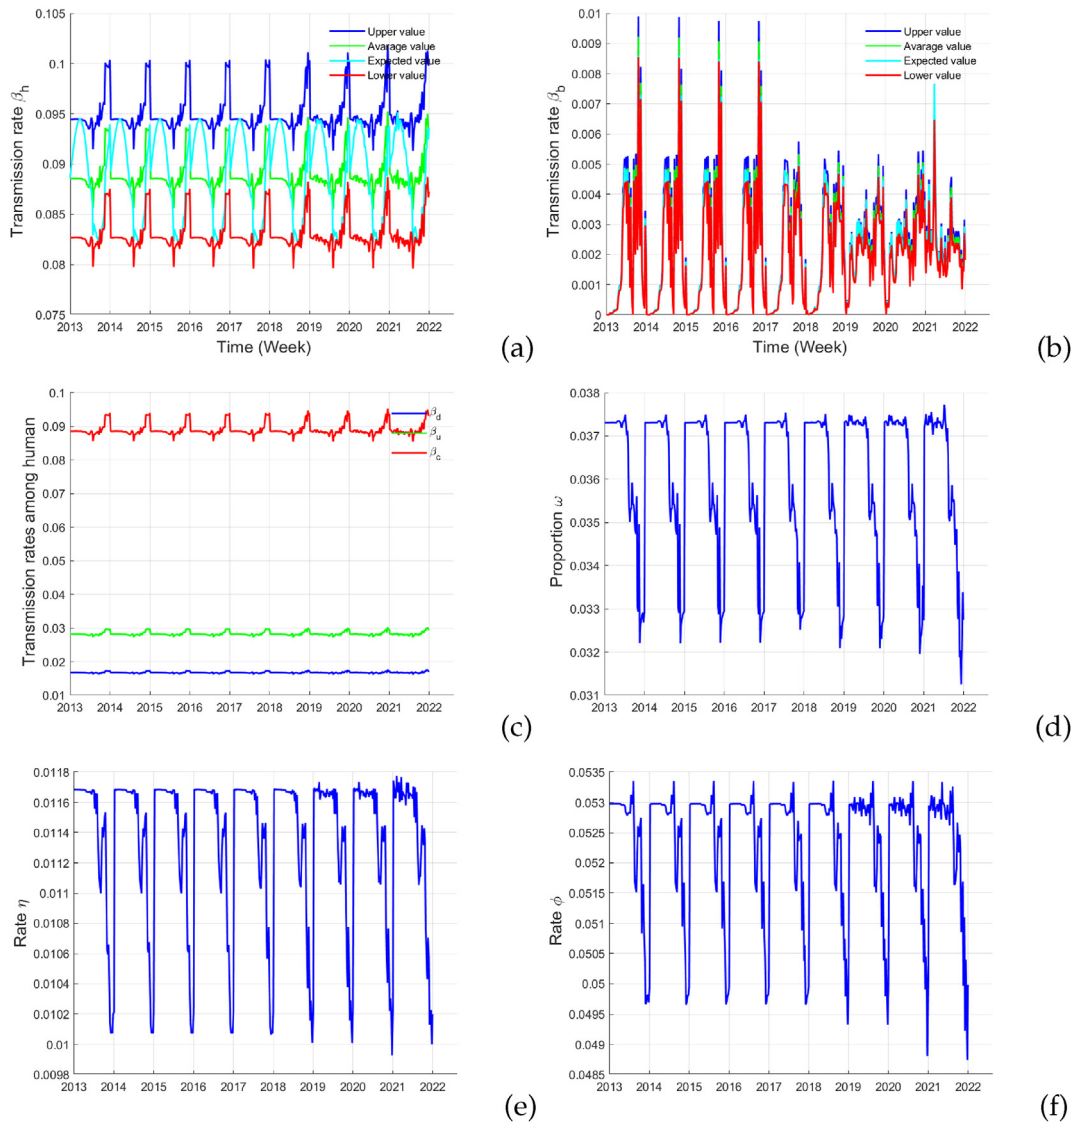 0.105
0.1
0.095
0.09
0.085
0.08
0.075
Transmission rate βh
Upper value
Avarage value
Expected value
Lower value
2013 2014 2015 2016 2017 2018 2019 2020 2021 2022
Time (Week)
(a)
0.01
0.009
0.008
0.007
0.006
0.005
0.004
0.003
0.002
0.001
0
Transmission rate βb
Upper value
Avarage value
Expected value
Lower value
2013 2014 2015 2016 2017 2018 2019 2020 2021 2022
Time (Week)
(b)
0.1
0.09
0.08
0.07
0.06
0.05
0.04
0.03
0.02
0.01
Transmission rates among human
βd
βu
βc
2013 2014 2015 2016 2017 2018 2019 2020 2021 2022
(c)
0.038
0.037
0.036
0.035
0.034
0.033
0.032
0.031
Proportion ω
2013 2014 2015 2016 2017 2018 2019 2020 2021 2022
(d)
0.0118
0.0116
0.0114
0.0112
0.011
0.0108
0.0106
0.0104
0.0102
0.01
0.0098
Rate η
2013 2014 2015 2016 2017 2018 2019 2020 2021 2022
(e)
0.0535
0.053
0.0525
0.052
0.0515
0.051
0.0505
0.05
0.0495
0.049
0.0485
Rate ϕ
2013 2014 2015 2016 2017 2018 2019 2020 2021 2022
(f)